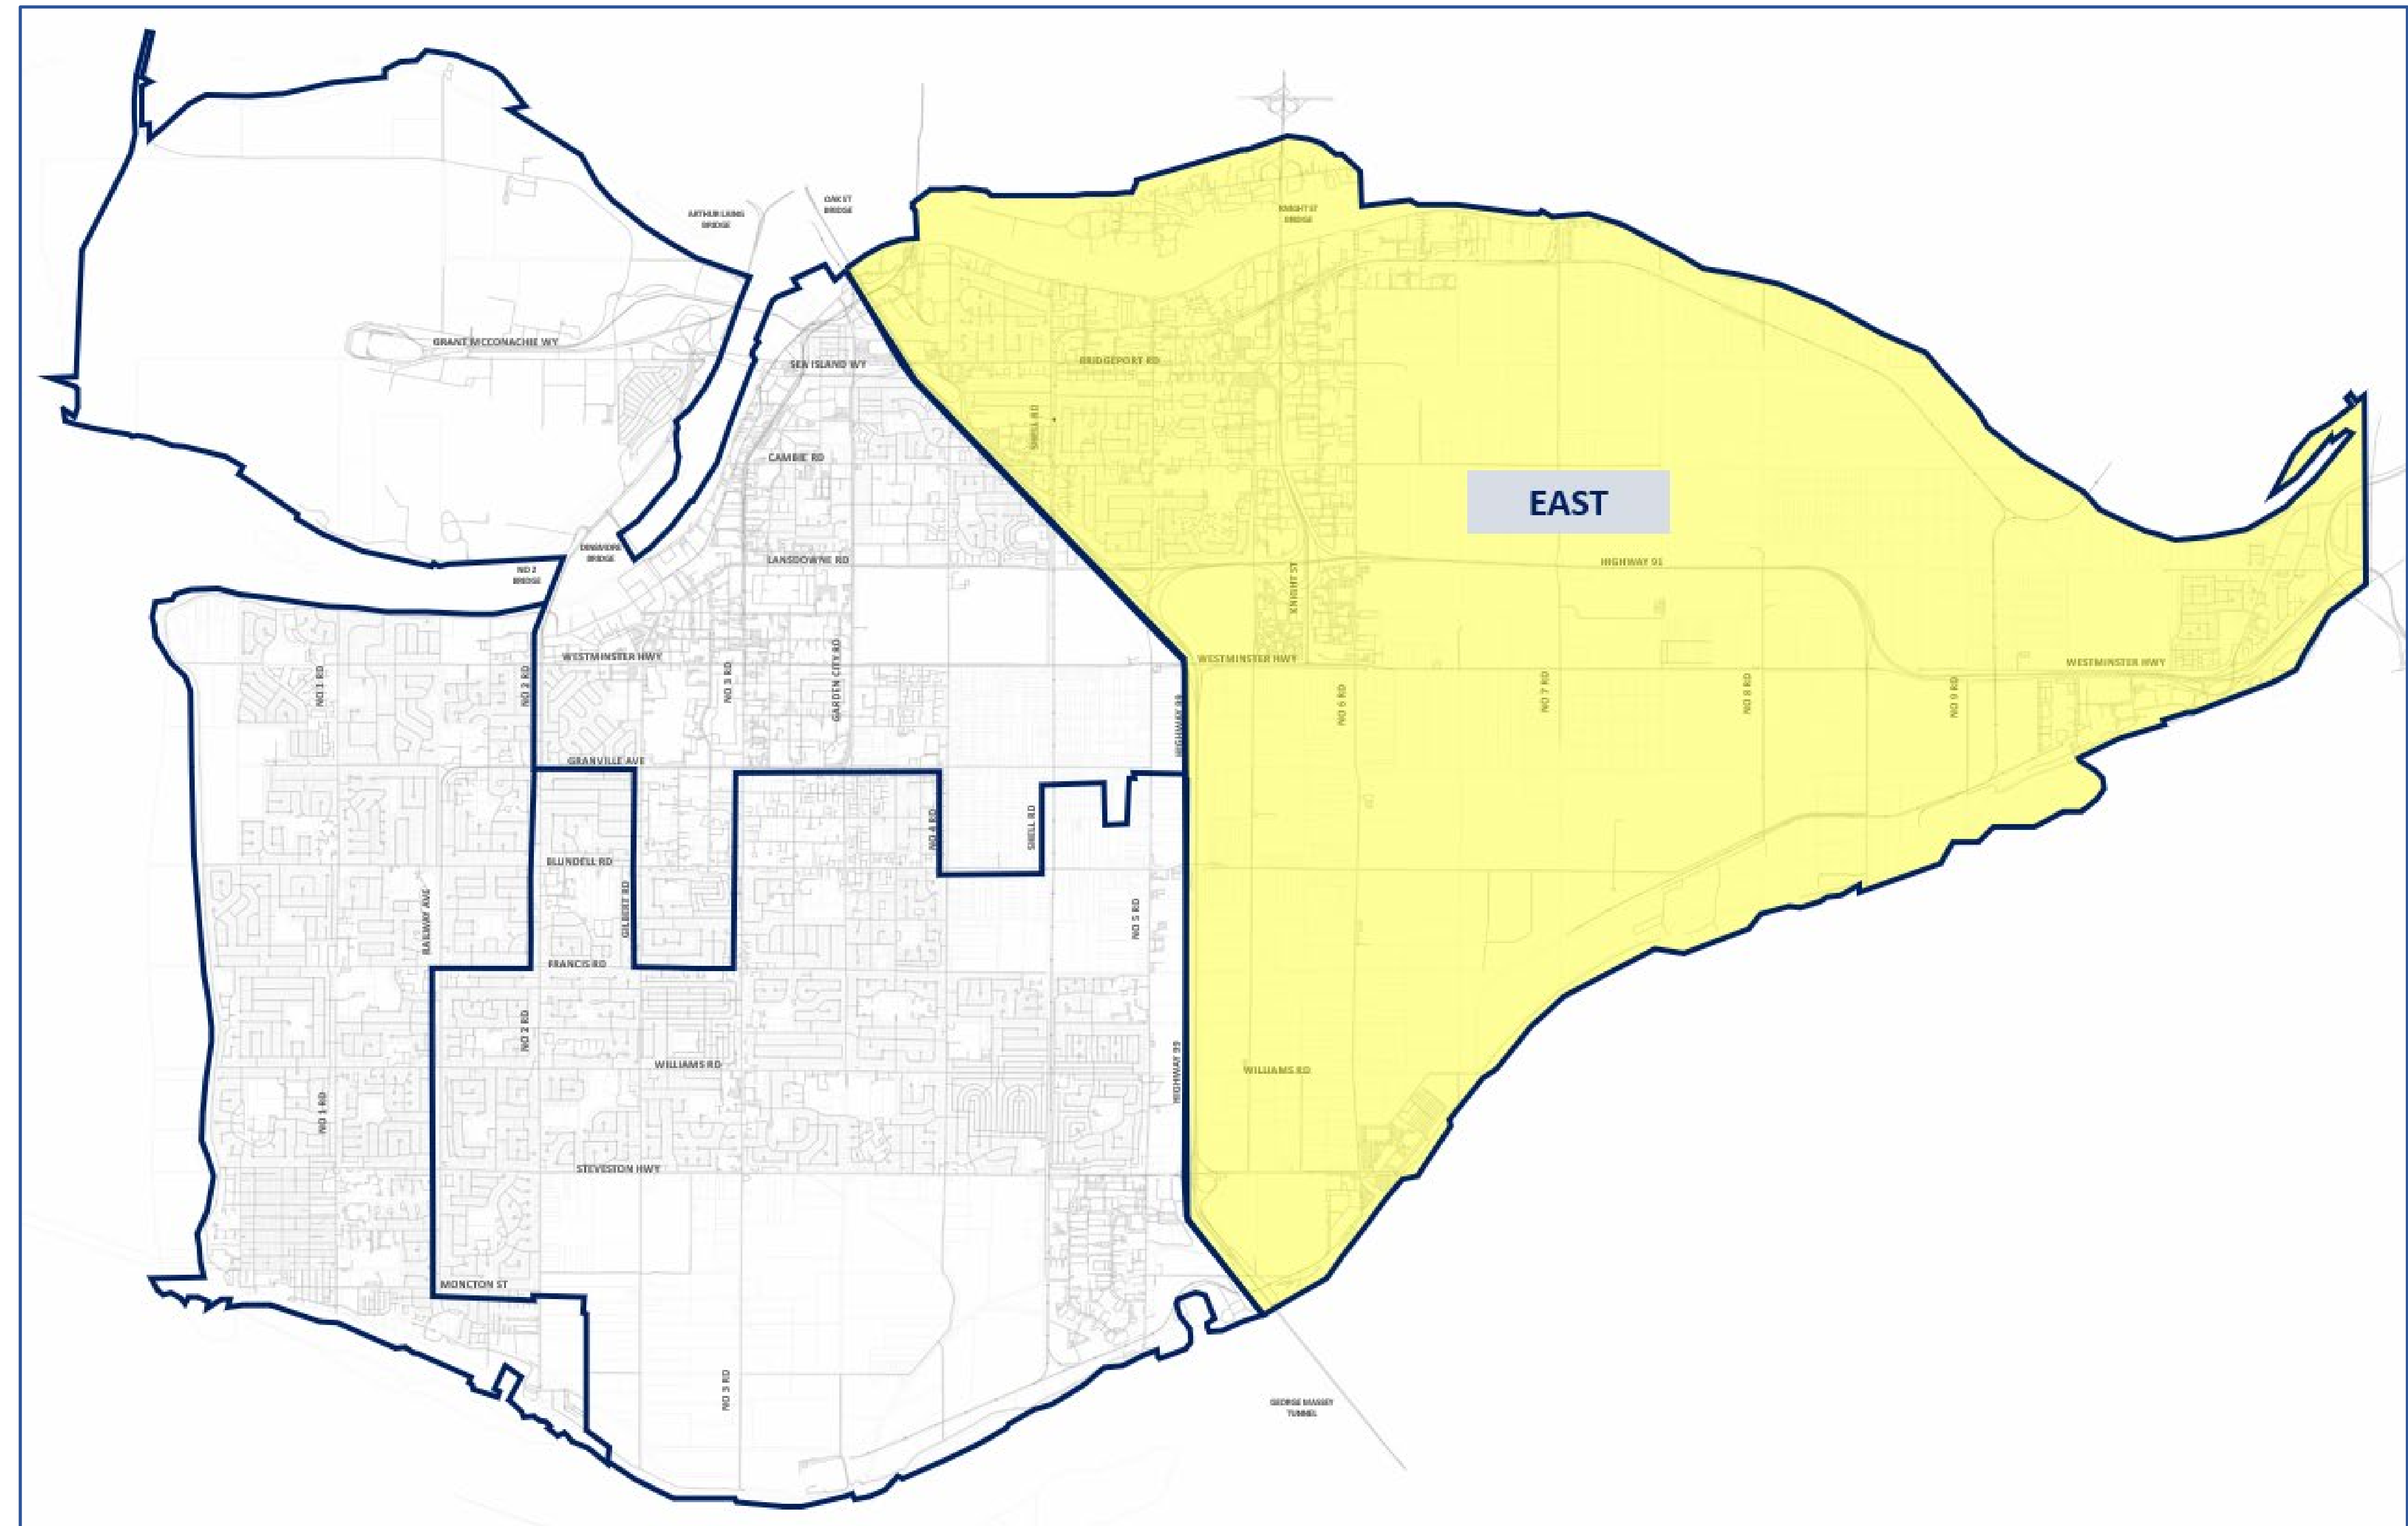 ARTHUR LAING
BRIDGE
OAK ST
BRIDGE
KNIGHT ST
BRIDGE
GRANT MCCONACHIE WY
SEA ISLAND WY
BRIDGEPORT RD
SHELL RD
CAMBIE RD
EAST
DINSMORE
BRIDGE
NO 2
BRIDGE
LANSDOWNE RD
HIGHWAY 91
KNIGHT ST
WESTMINSTER HWY
WESTMINSTER HWY
WESTMINSTER HWY
NO 1 RD
NO 2 RD
NO 3 RD
GARDEN CITY RD
HIGHWAY 99
NO 6 RD
NO 7 RD
NO 8 RD
NO 9 RD
GRANVILLE AVE
NO 4 RD
SHELL RD
BLUNDELL RD
RAILWAY AVE
GILBERT RD
NO 5 RD
FRANCIS RD
NO 2 RD
WILLIAMS RD
HIGHWAY 99
WILLIAMS RD
NO 1 RD
STEVESTON HWY
MONCTON ST
NO 3 RD
GEORGE MASSEY
TUNNEL